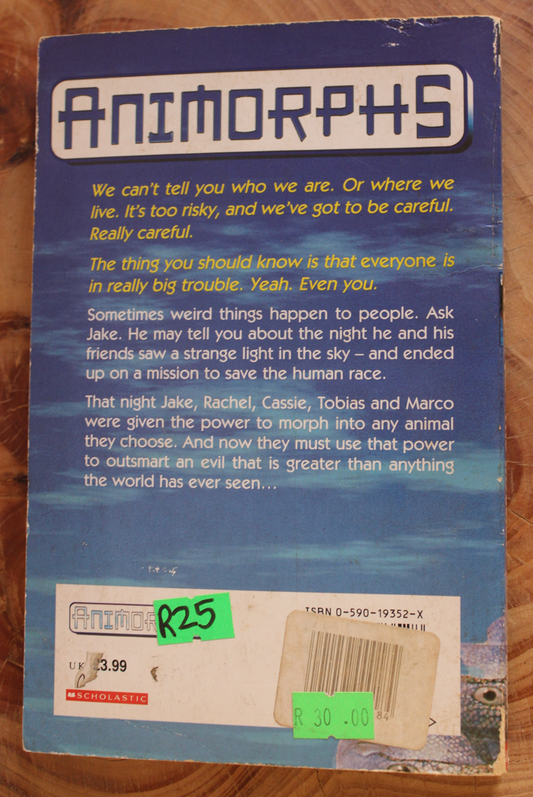 ANIMORPHS
We can't tell you who we are. Or where we
live. It's too risky, and we've got to be careful.
Really careful.
The thing you should know is that everyone is
in really big trouble. Yeah. Even you.
Sometimes weird things happen to people. Ask
Jake. He may tell you about the night he and his
friends saw a strange light in the sky – and ended
up on a mission to save the human race.
That night Jake, Rachel, Cassie, Tobias and Marco
were given the power to morph into any animal
they choose. And now they must use that power
to outsmart an evil that is greater than anything
the world has ever seen...
ANIMOR
R25
ISBN 0-590-19352-X
UK £3.99
SCHOLASTIC
R 30 .00
84
>